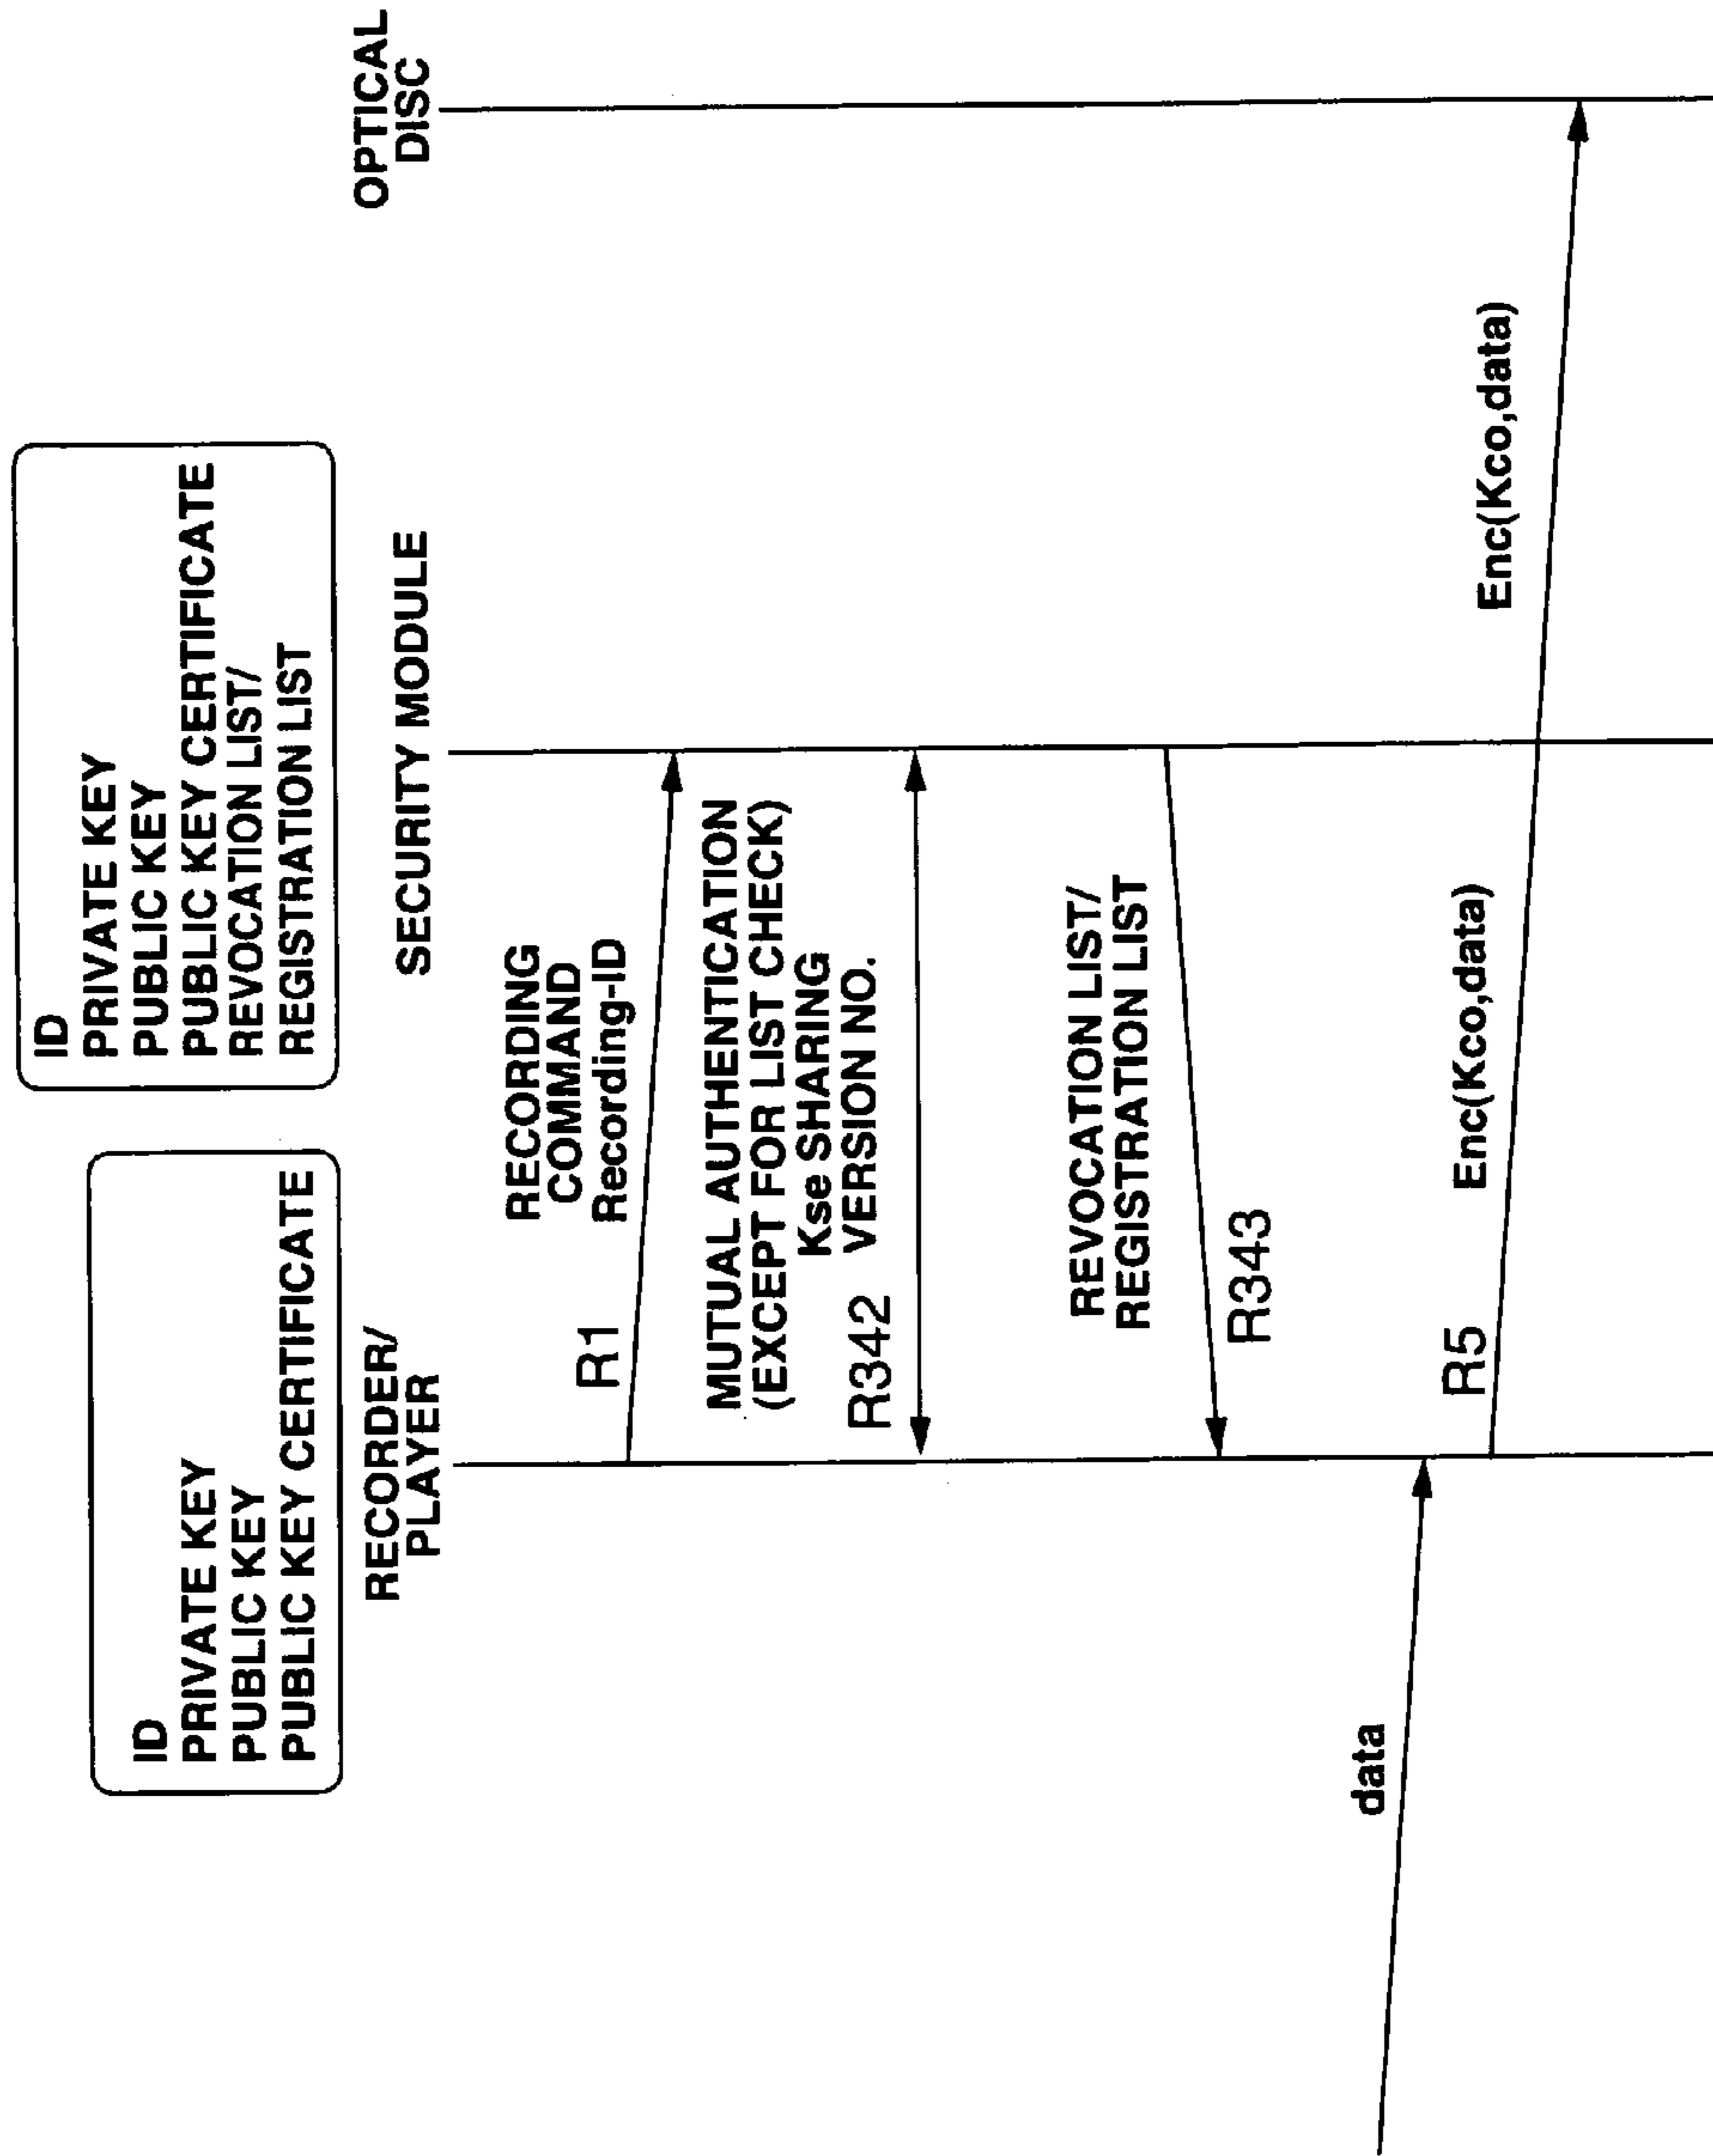 ID
PRIVATE KEY
PUBLIC KEY
PUBLIC KEY CERTIFICATE
RECORDER/
PLAYER
ID
PRIVATE KEY
PUBLIC KEY
PUBLIC KEY CERTIFICATE
REVOCATION LIST/
REGISTRATION LIST
SECURITY MODULE
OPTICAL
DISC
RECORDING
COMMAND
Recording-ID
R1
MUTUAL AUTHENTICATION
(EXCEPT FOR LIST CHECK)
Kse SHARING
VERSION NO.
R342
REVOCATION LIST/
REGISTRATION LIST
R343
data
R5
Enc(Kco,data)
Enc(Kco,data)